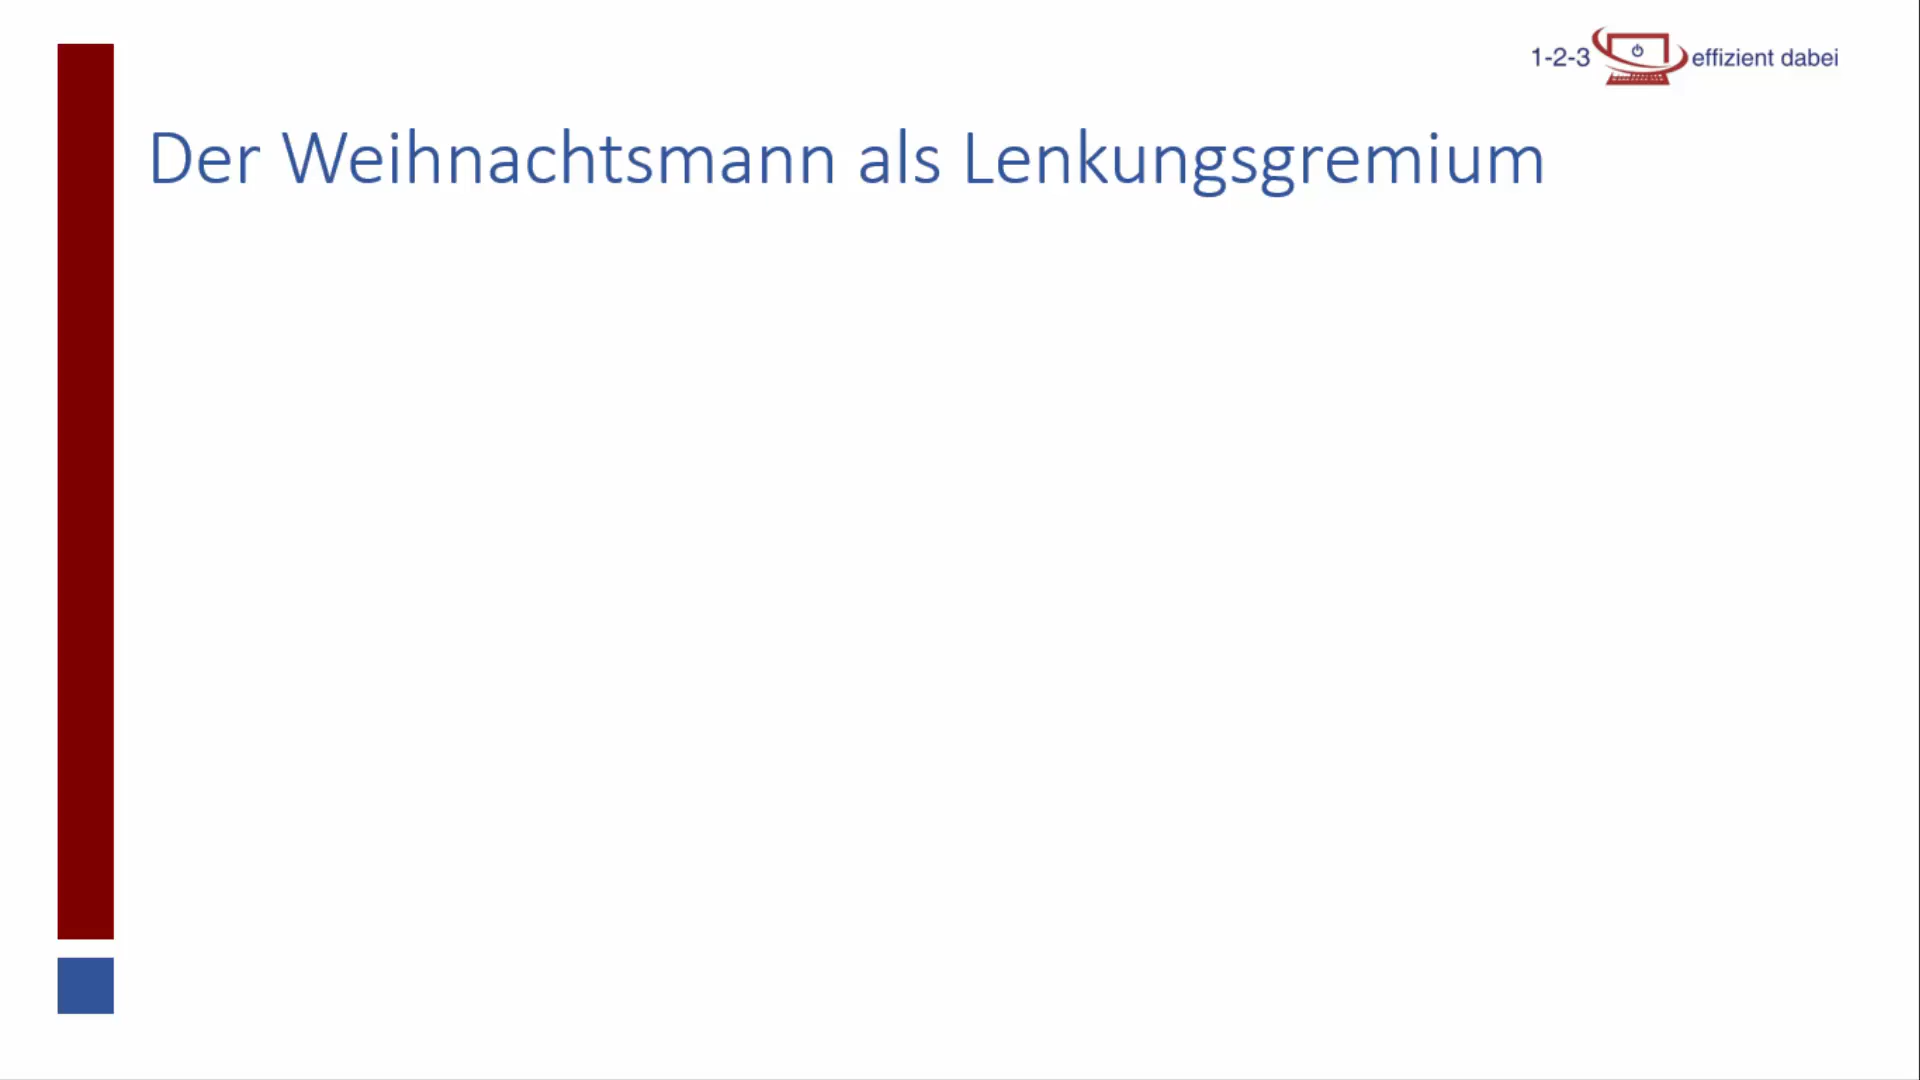 1-2-3 effizient dabei
Der Weihnachtsmann als Lenkungsgremium